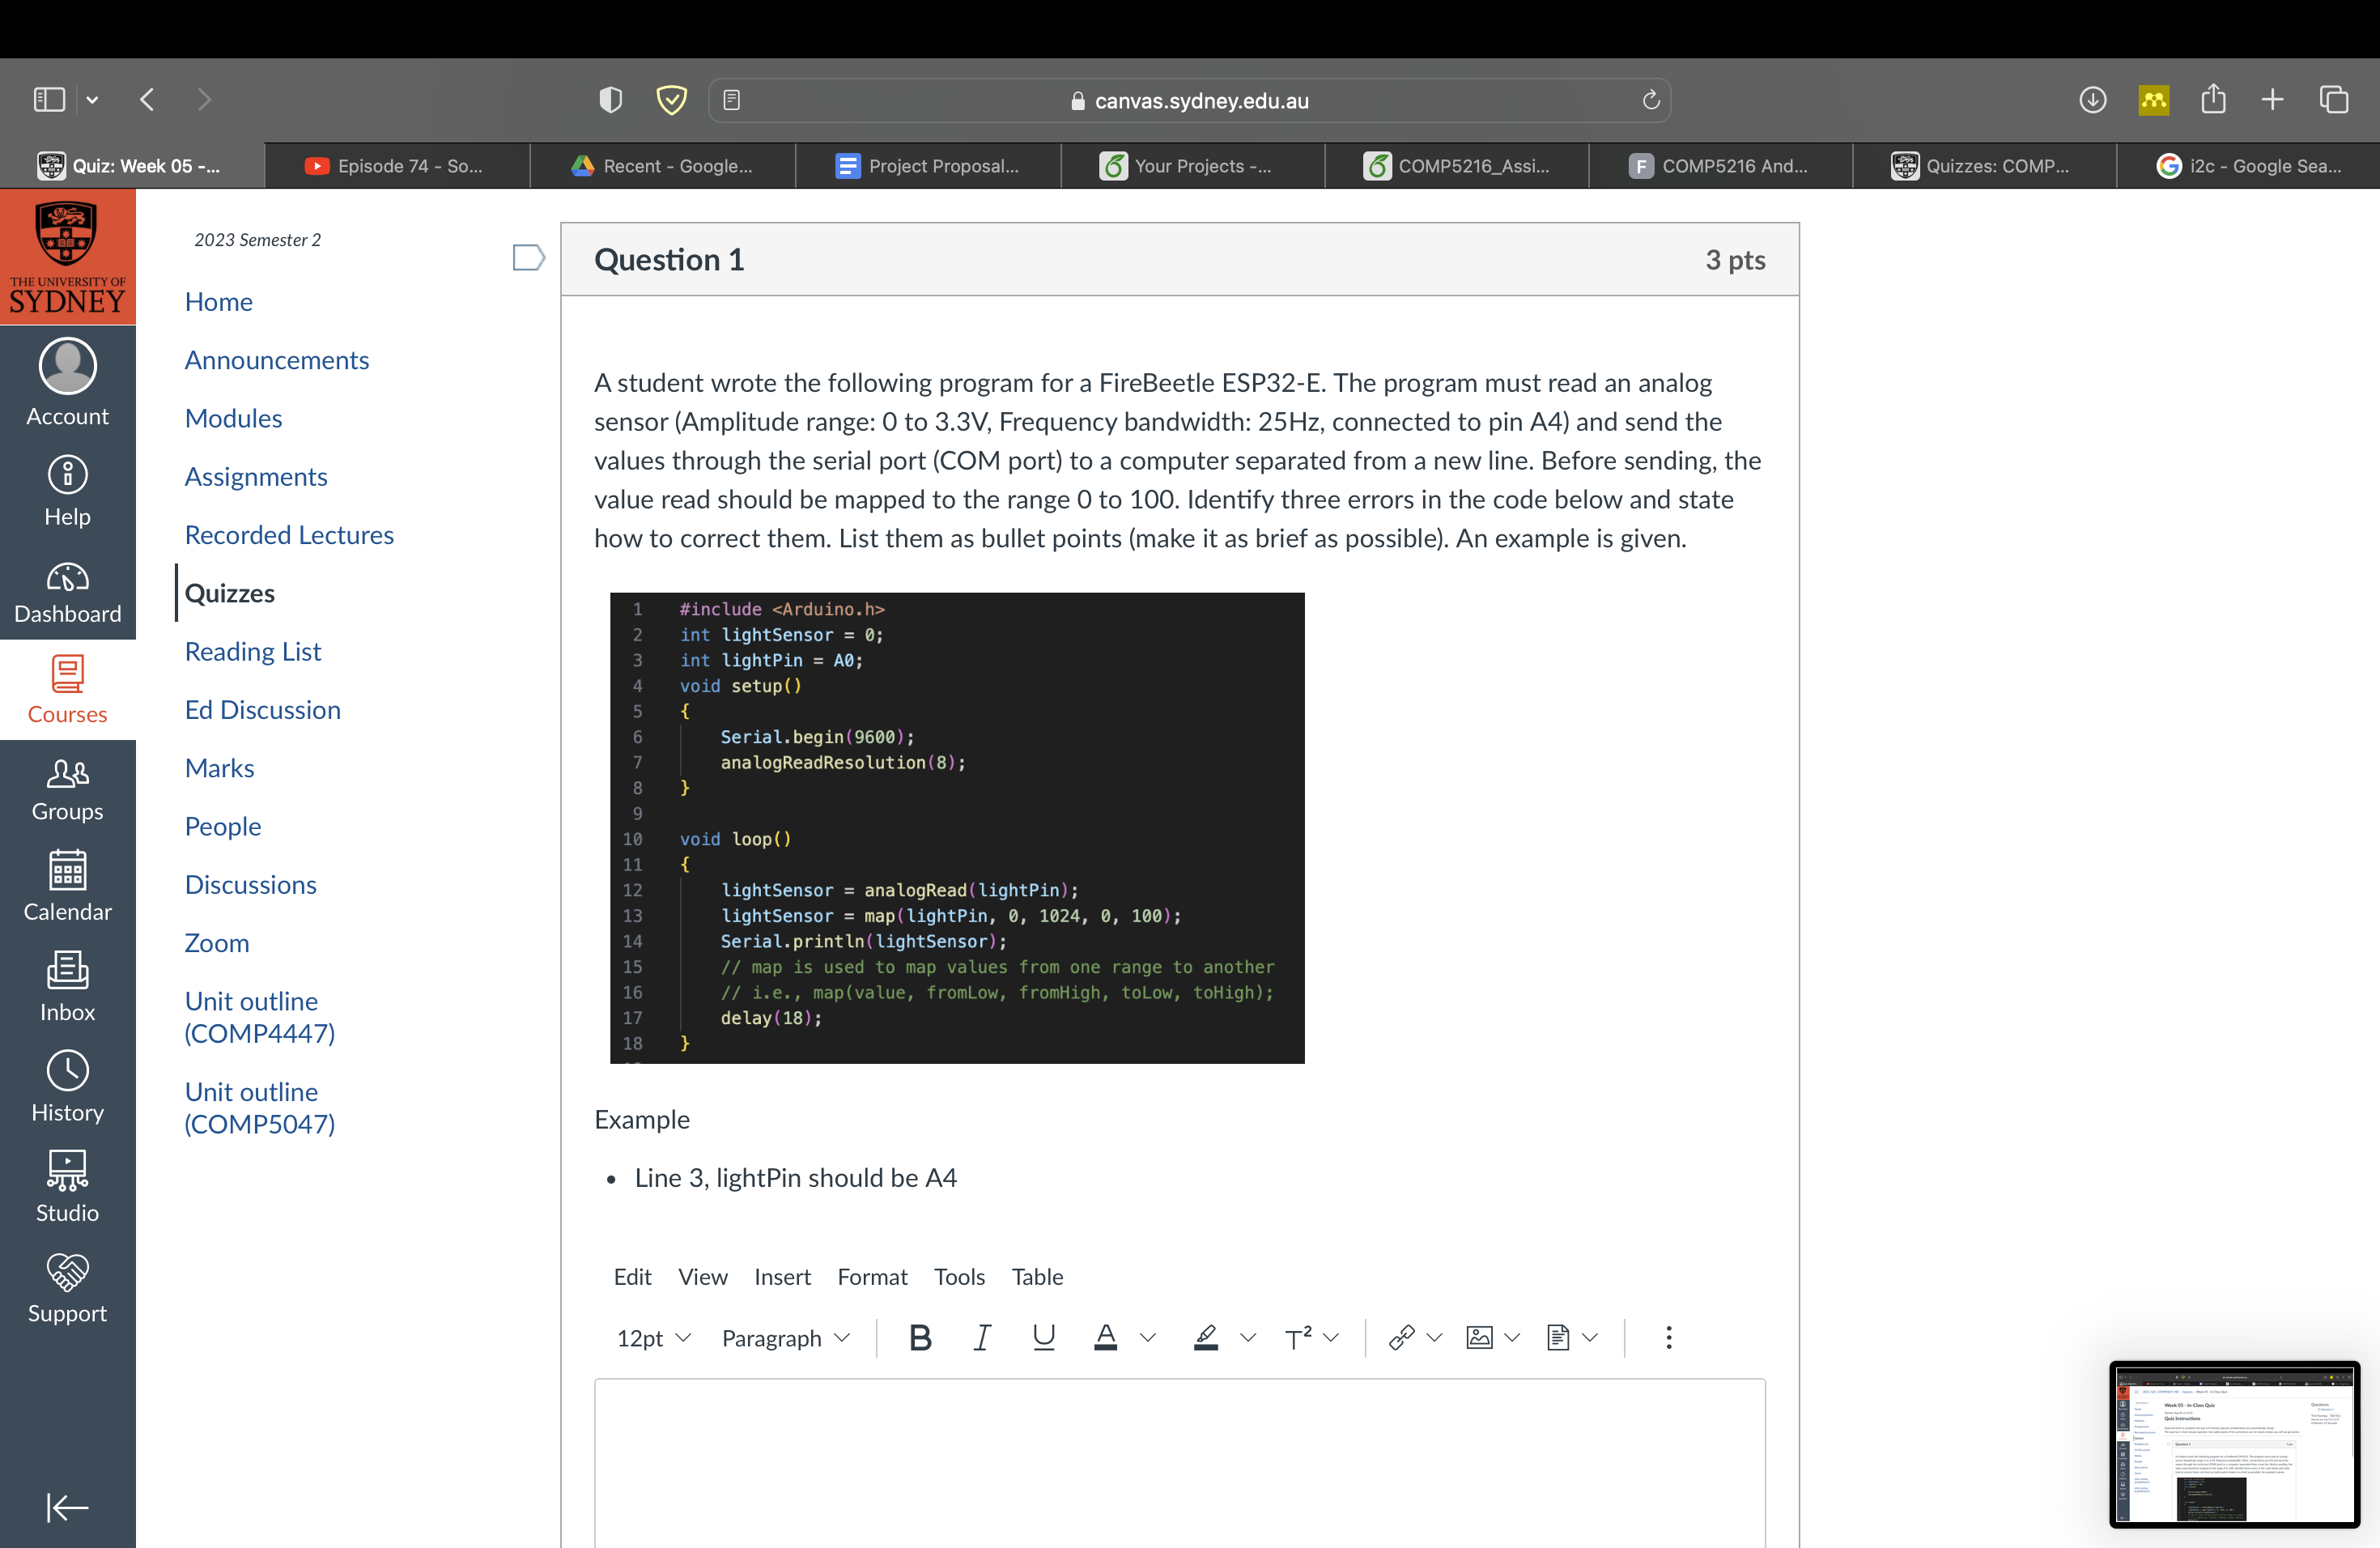 canvas.sydney.edu.au
Quiz: Week 05 -...
Episode 74 - So...
Recent - Google...
Project Proposal...
Your Projects -...
COMP5216_Assi...
F COMP5216 And...
Quizzes: COMP...
G i2c - Google Sea...
THE UNIVERSITY OF
SYDNEY
Account
Help
Dashboard
Courses
Groups
Calendar
Inbox
History
Studio
Support
2023 Semester 2
Home
Announcements
Modules
Assignments
Recorded Lectures
Quizzes
Reading List
Ed Discussion
Marks
People
Discussions
Zoom
Unit outline
(COMP4447)
Unit outline
(COMP5047)
Question 1
3 pts
A student wrote the following program for a FireBeetle ESP32-E. The program must read an analog
sensor (Amplitude range: 0 to 3.3V, Frequency bandwidth: 25Hz, connected to pin A4) and send the
values through the serial port (COM port) to a computer separated from a new line. Before sending, the
value read should be mapped to the range 0 to 100. Identify three errors in the code below and state
how to correct them. List them as bullet points (make it as brief as possible). An example is given.
1 #include <Arduino.h>
2 int lightSensor = 0;
3 int lightPin = A0;
4 void setup()
5 {
6 Serial.begin(9600);
7 analogReadResolution(8);
8 }
9
10 void loop()
11 {
12 lightSensor = analogRead(lightPin);
13 lightSensor = map(lightPin, 0, 1024, 0, 100);
14 Serial.println(lightSensor);
15 // map is used to map values from one range to another
16 // i.e., map(value, fromLow, fromHigh, toLow, toHigh);
17 delay(18);
18 }
Example
• Line 3, lightPin should be A4
Edit View Insert Format Tools Table
12pt Paragraph B I U A T²